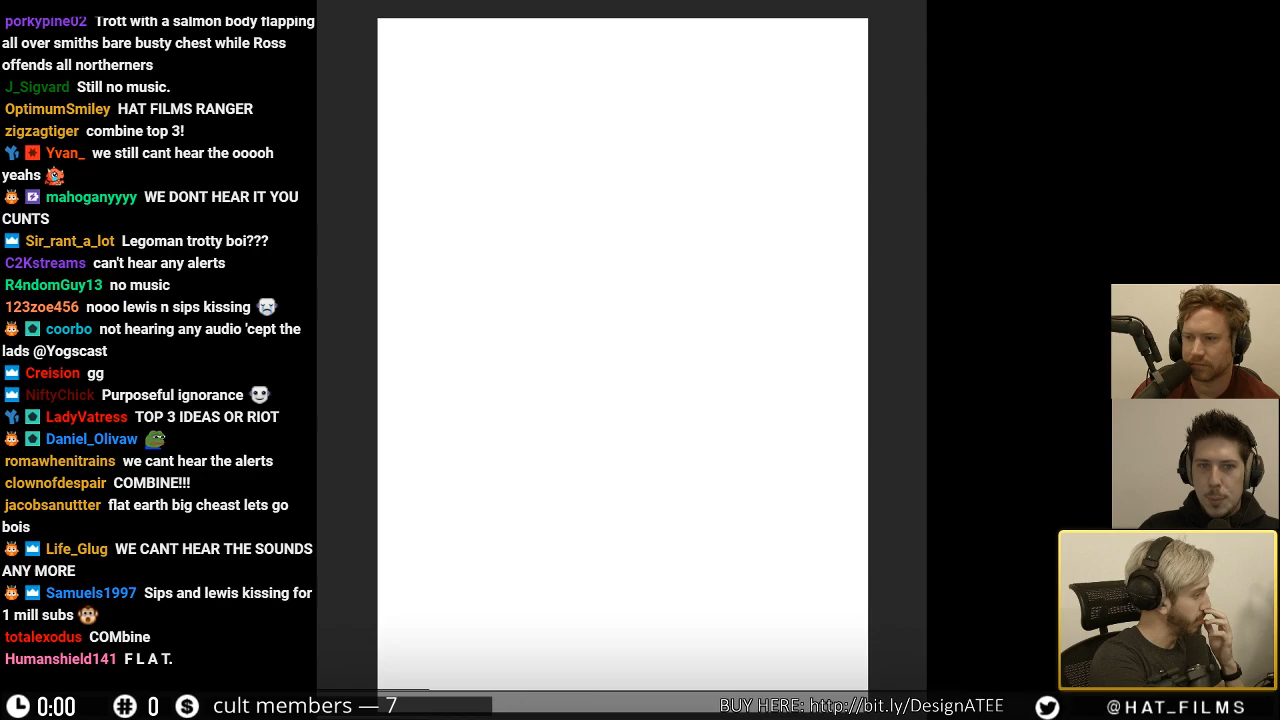 porkypine02 Trott with a salmon body flapping
all over smiths bare busty chest while Ross
offends all northerners
J_Sigvard Still no music.
OptimumSmiley HAT FILMS RANGER
zigzagtiger combine top 3!
Yvan_ we still cant hear the ooooh
yeahs
mahoganyyyy WE DONT HEAR IT YOU
CUNTS
Sir_rant_a_lot Legoman trotty boi???
C2Kstreams can't hear any alerts
R4ndomGuy13 no music
123zoe456 nooo lewis n sips kissing
coorbo not hearing any audio 'cept the
lads @Yogscast
Creision gg
NiftyChick Purposeful ignorance
LadyVatress TOP 3 IDEAS OR RIOT
Daniel_Olivaw
romawhenitrains we cant hear the alerts
clownofdespair COMBINE!!!
jacobsanuttter flat earth big cheast lets go
bois
Life_Glug WE CANT HEAR THE SOUNDS
ANY MORE
Samuels1997 Sips and lewis kissing for
1 mill subs
totalexodus COMbine
Humanshield141 F L A T.
0:00 # 0 $ cult members — 7 BUY HERE: http://bit.ly/DesignATEE @HAT_FILMS